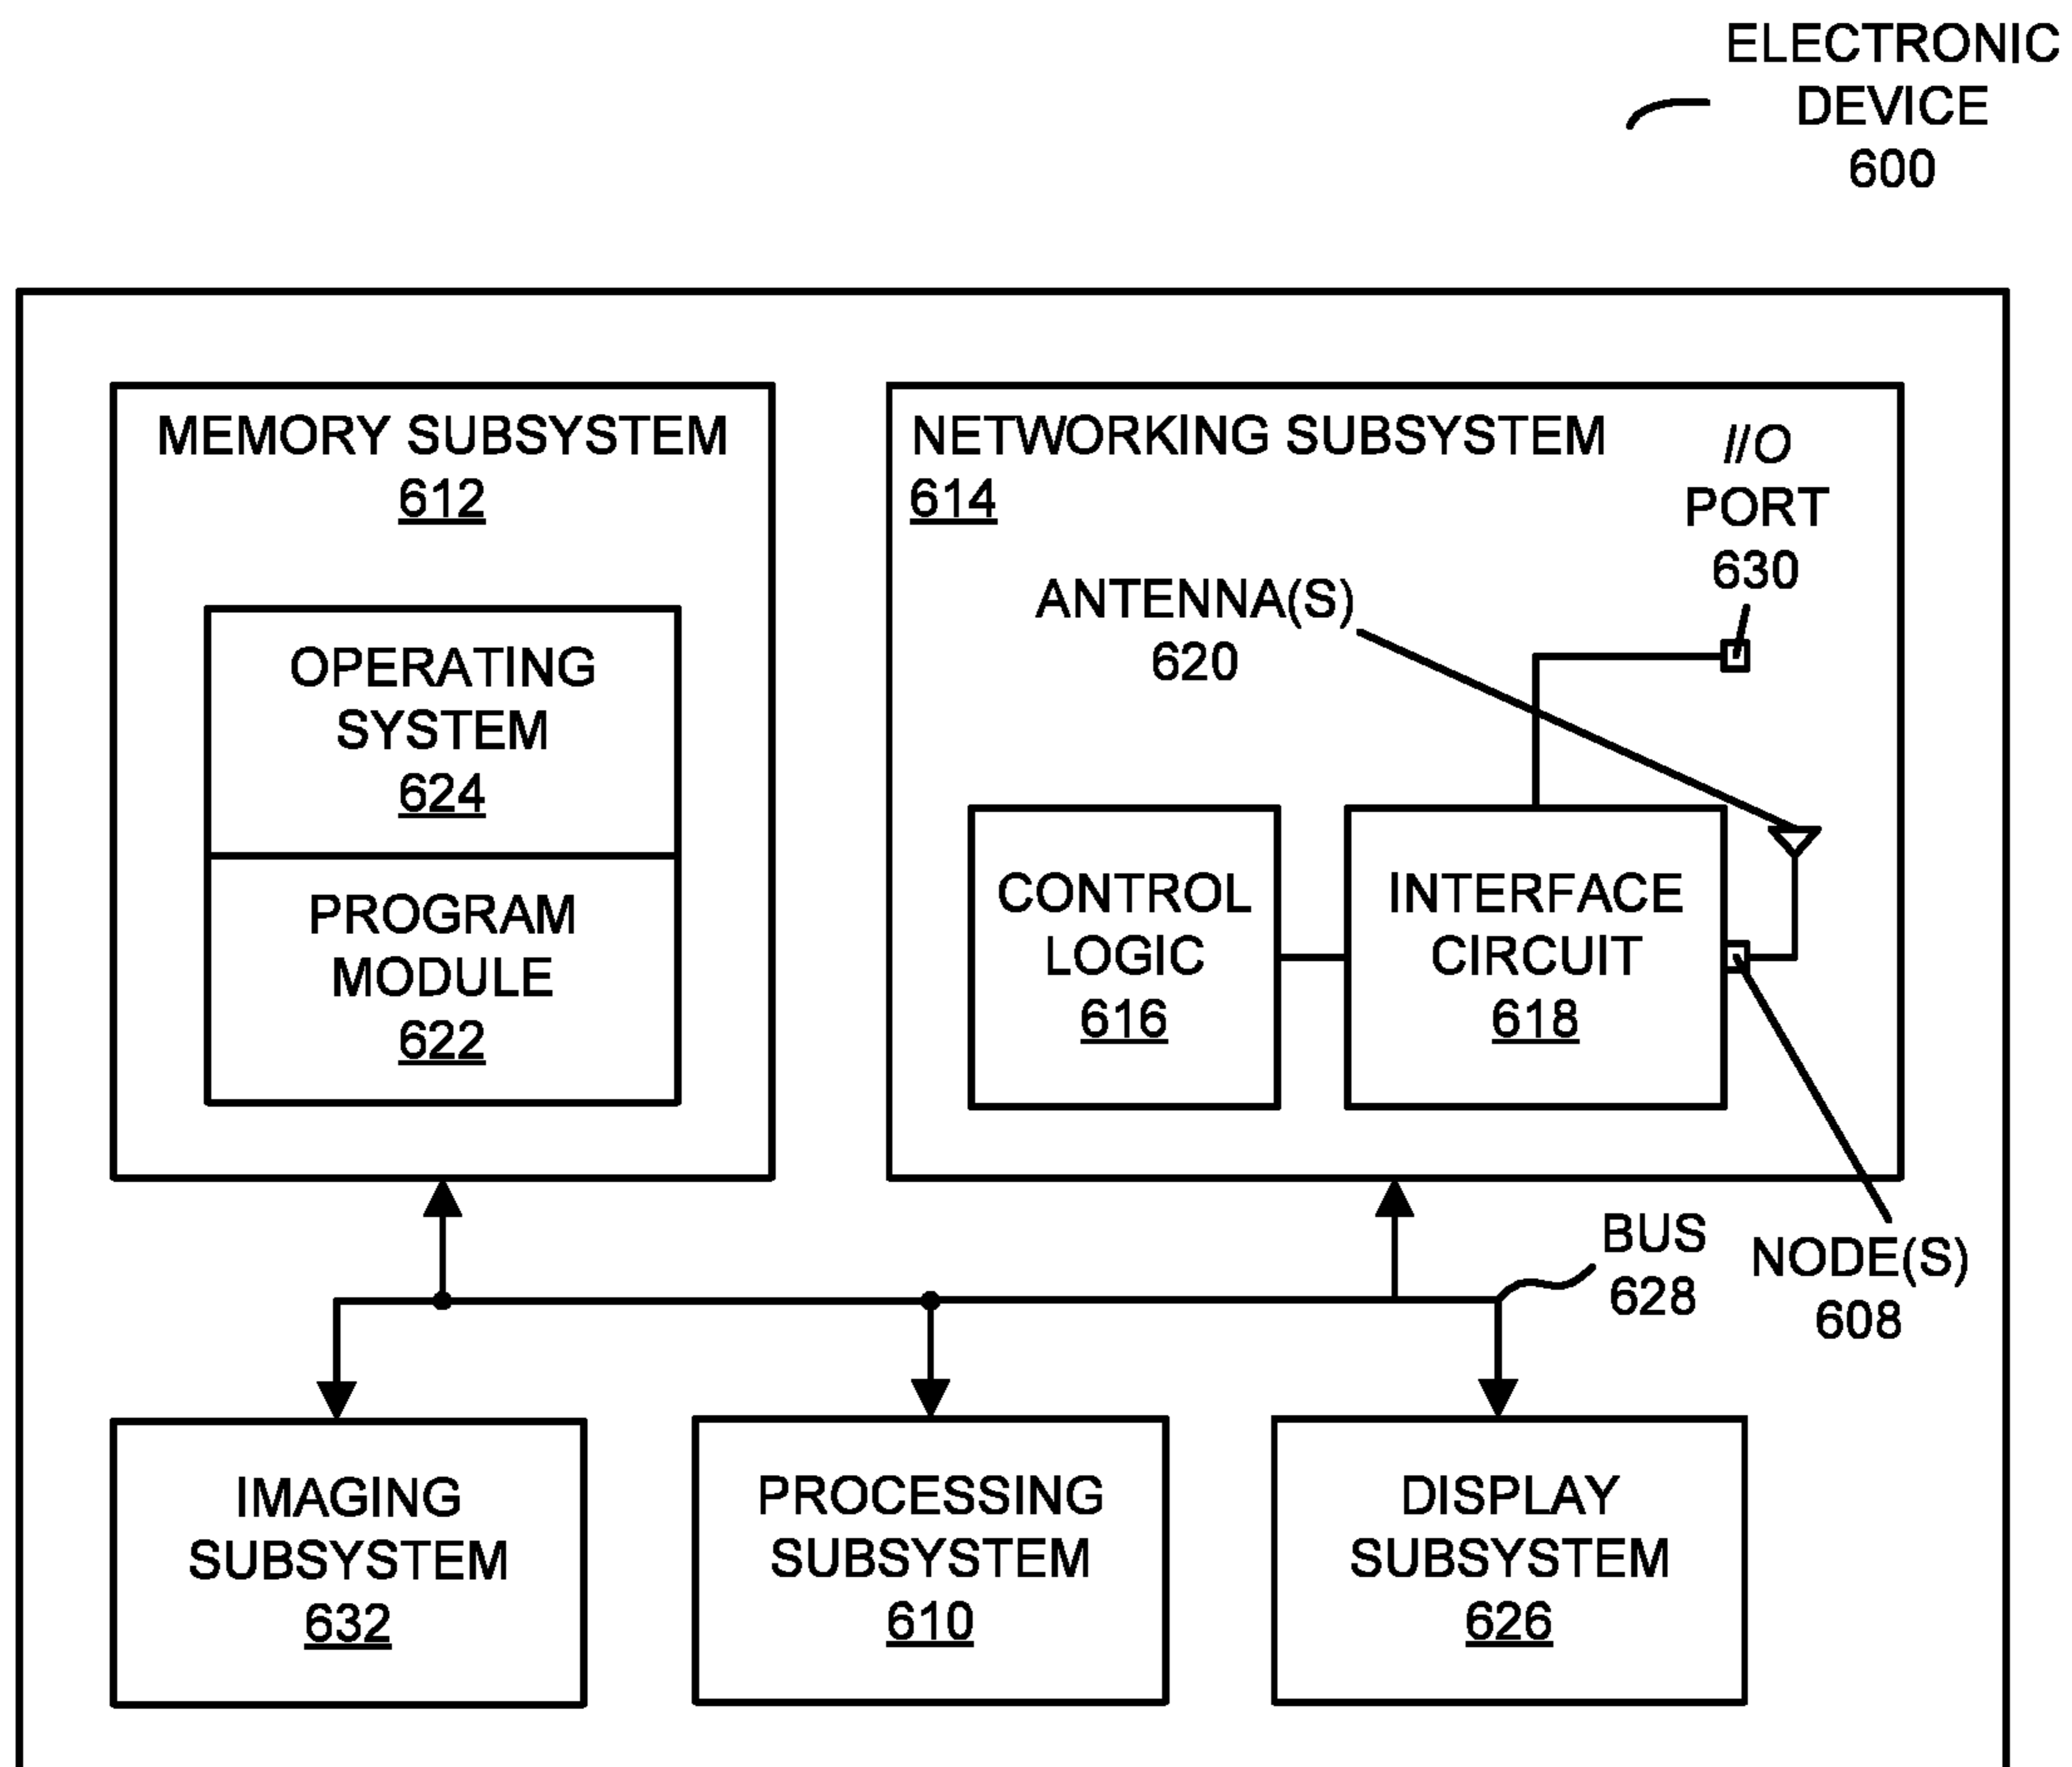 ELECTRONIC
DEVICE
600
MEMORY SUBSYSTEM
612
OPERATING
SYSTEM
624
PROGRAM
MODULE
622
NETWORKING SUBSYSTEM
614
I/O
PORT
630
ANTENNA(S)
620
CONTROL
LOGIC
616
INTERFACE
CIRCUIT
618
BUS
628
NODE(S)
608
IMAGING
SUBSYSTEM
632
PROCESSING
SUBSYSTEM
610
DISPLAY
SUBSYSTEM
626